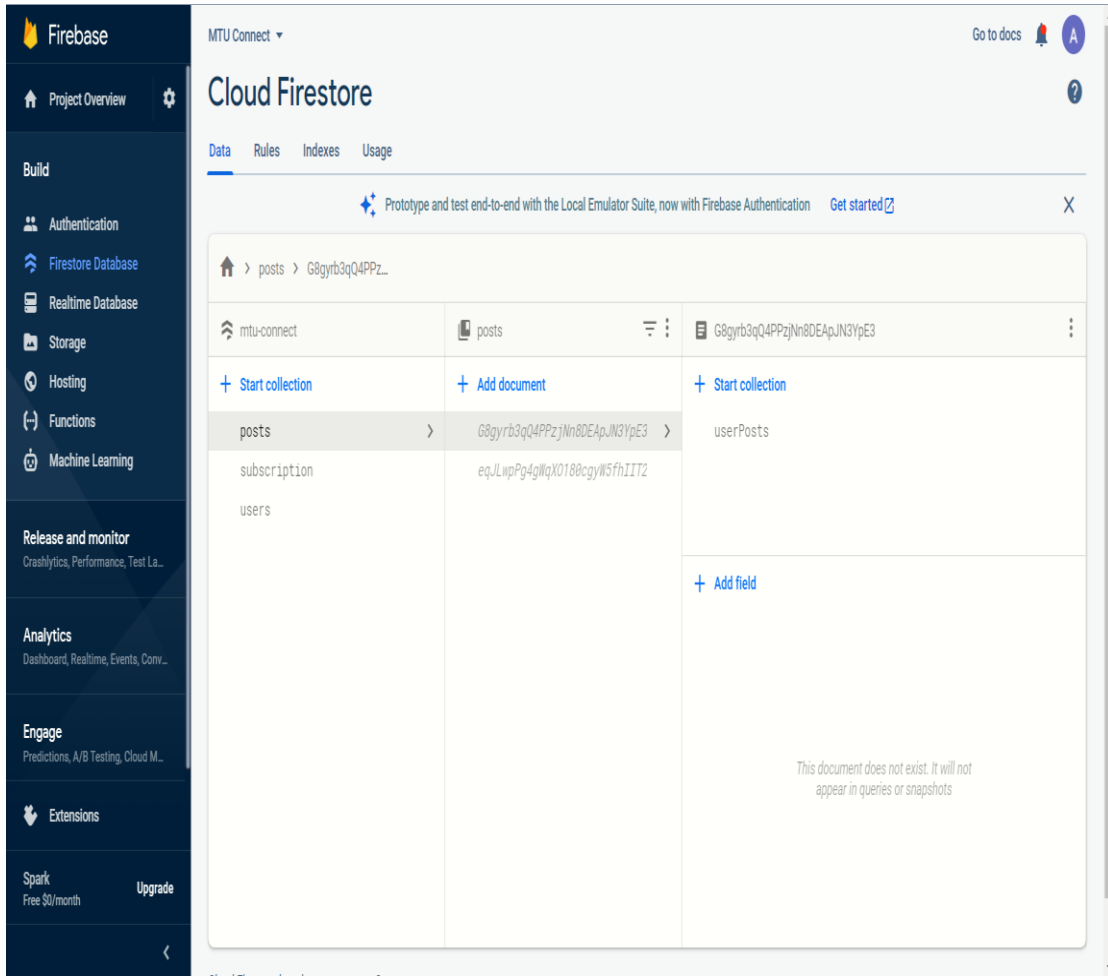 Firebase
Project Overview
Build
Authentication
Firestore Database
Realtime Database
Storage
Hosting
Functions
Machine Learning
Release and monitor
Crashlytics, Performance, Test La...
Analytics
Dashboard, Realtime, Events, Conv...
Engage
Predictions, A/B Testing, Cloud M...
Extensions
Spark
Free $0/month
Upgrade
MTU Connect
Go to docs
A
Cloud Firestore
Data Rules Indexes Usage
Prototype and test end-to-end with the Local Emulator Suite, now with Firebase Authentication Get started
posts > G8gyrb3qQ4PPz...
mtu-connect
+ Start collection
posts
subscription
users
posts
+ Add document
G8gyrb3qQ4PPzjNn8DEApJN3YpE3
eqJLwpPg4gWqXO180cgyW5fhIIT2
G8gyrb3qQ4PPzjNn8DEApJN3YpE3
+ Start collection
userPosts
+ Add field
This document does not exist. It will not
appear in queries or snapshots